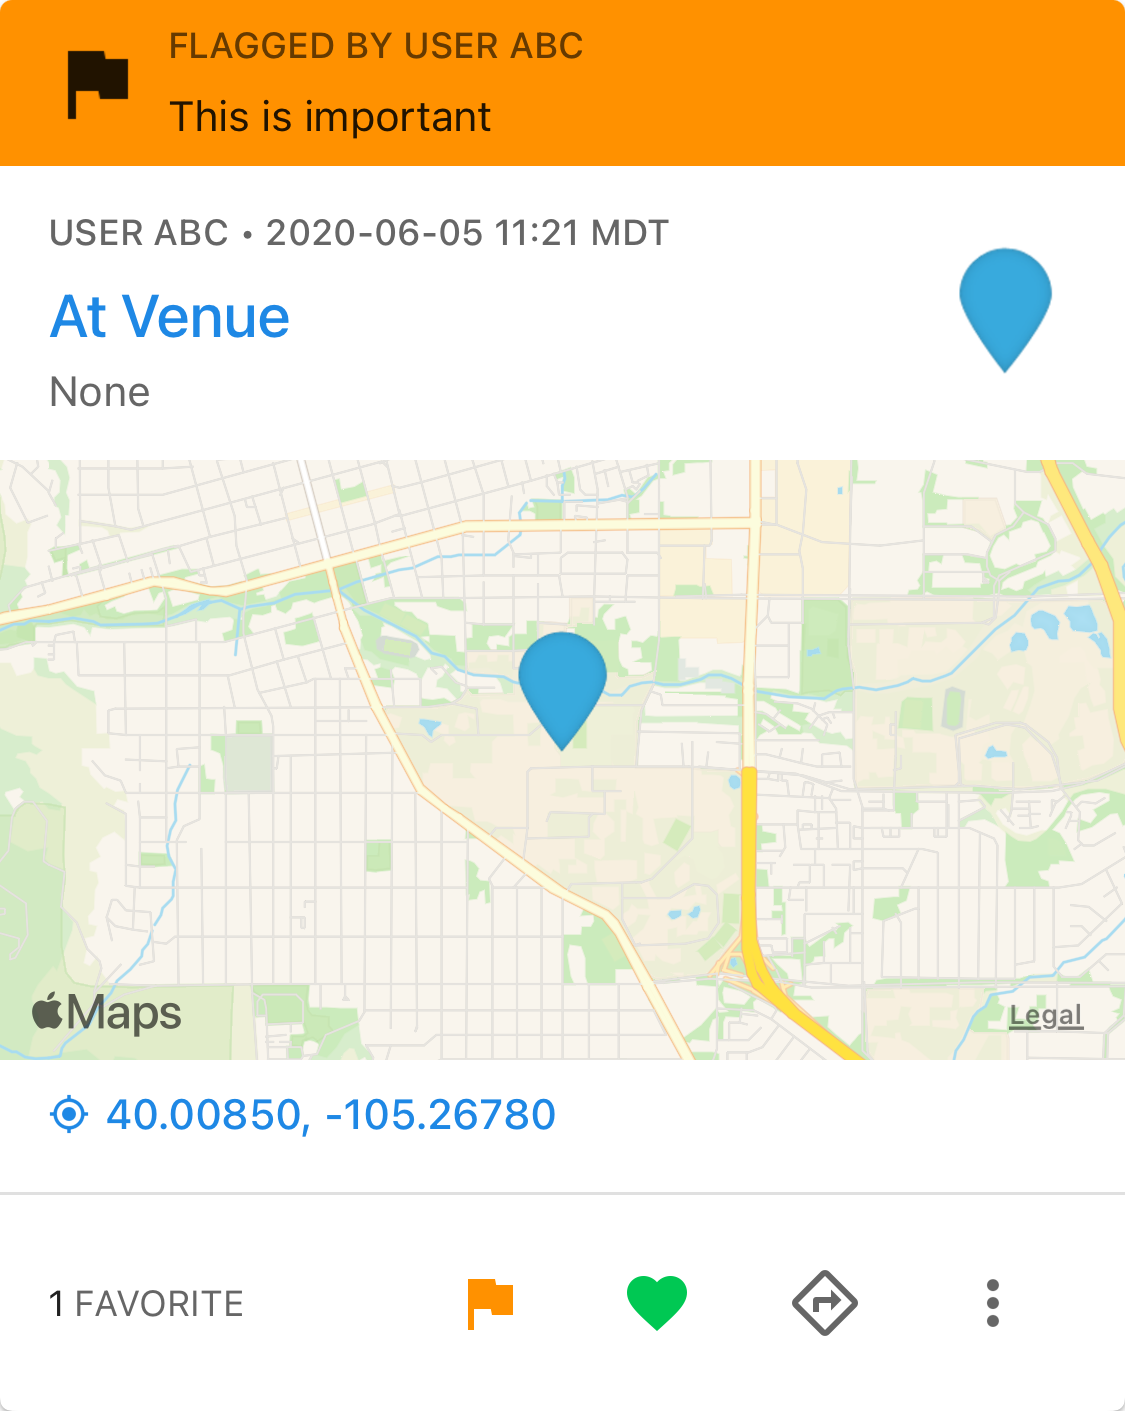 FLAGGED BY USER ABC
This is important
USER ABC • 2020-06-05 11:21 MDT
At Venue
None
Maps
Legal
40.00850, -105.26780
1 FAVORITE